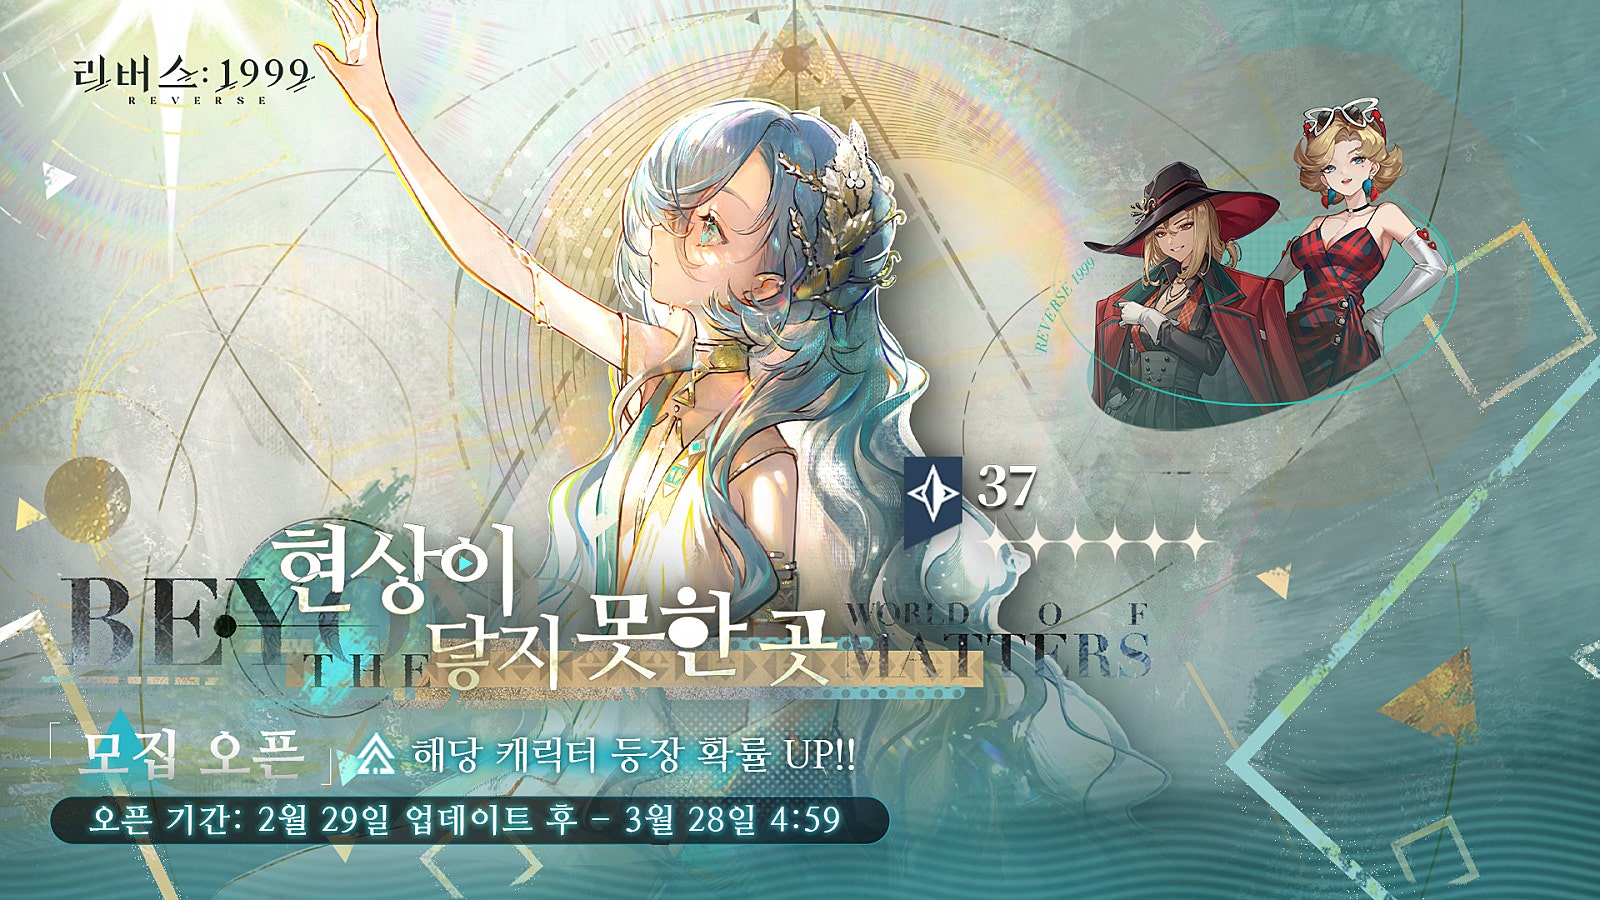 리버스: 1999
REVERSE
REVERSE 1999
37
현상이
닿지 못한 곳
BEYOND
THE
WORLD OF
MATTERS
「모집 오픈」 해당 캐릭터 등장 확률 UP!!
오픈 기간: 2월 29일 업데이트 후 – 3월 28일 4:59